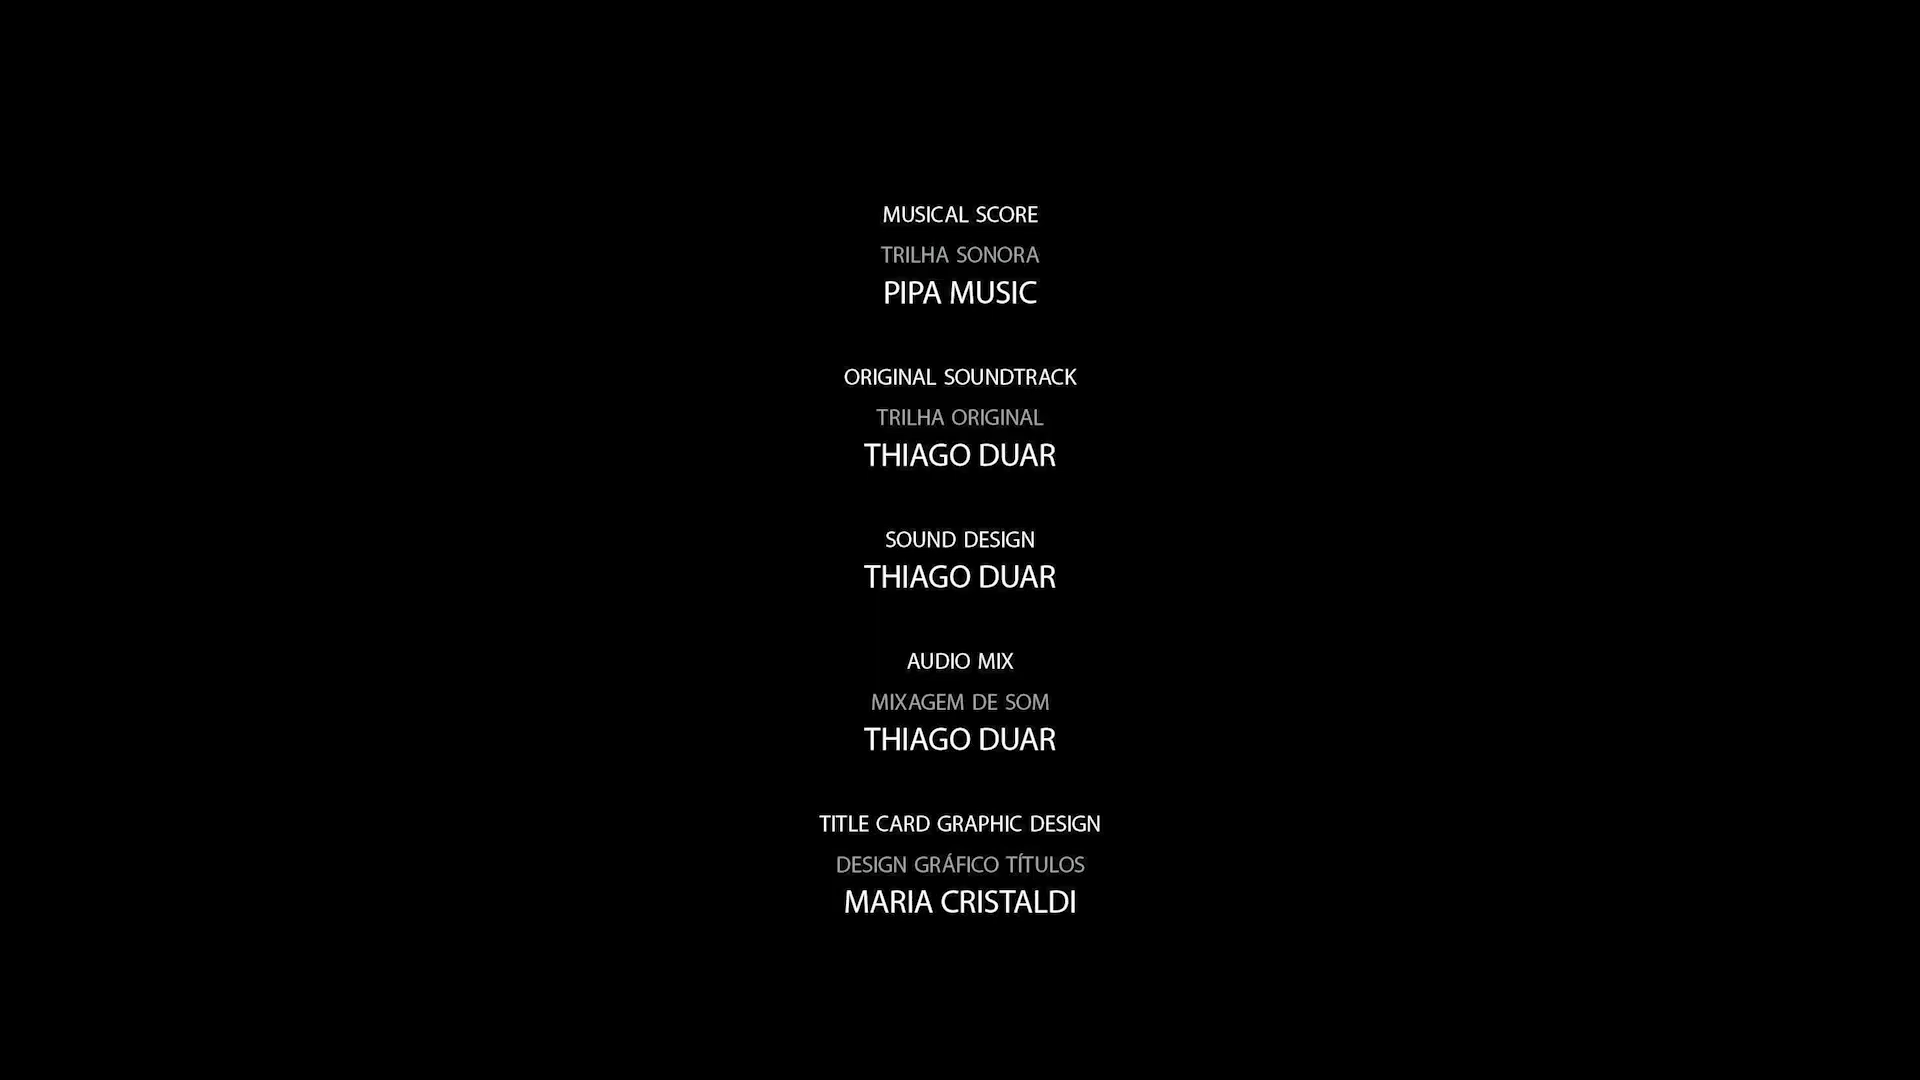 MUSICAL SCORE
TRILHA SONORA
PIPA MUSIC
ORIGINAL SOUNDTRACK
TRILHA ORIGINAL
THIAGO DUAR
SOUND DESIGN
THIAGO DUAR
AUDIO MIX
MIXAGEM DE SOM
THIAGO DUAR
TITLE CARD GRAPHIC DESIGN
DESIGN GRÁFICO TÍTULOS
MARIA CRISTALDI